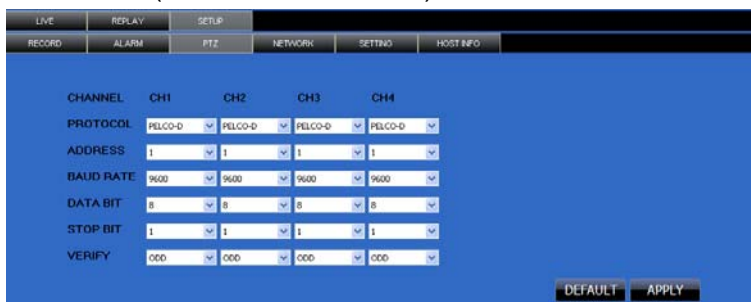 LIVE REPLAY SETUP
RECORD ALARM PTZ NETWORK SETTING HOST INFO
CHANNEL CH1 CH2 CH3 CH4
PROTOCOL PELCO-D PELCO-D PELCO-D PELCO-D
ADDRESS 1 1 1 1
BAUD RATE 9600 9600 9600 9600
DATA BIT 8 8 8 8
STOP BIT 1 1 1 1
VERIFY ODD ODD ODD ODD
DEFAULT APPLY